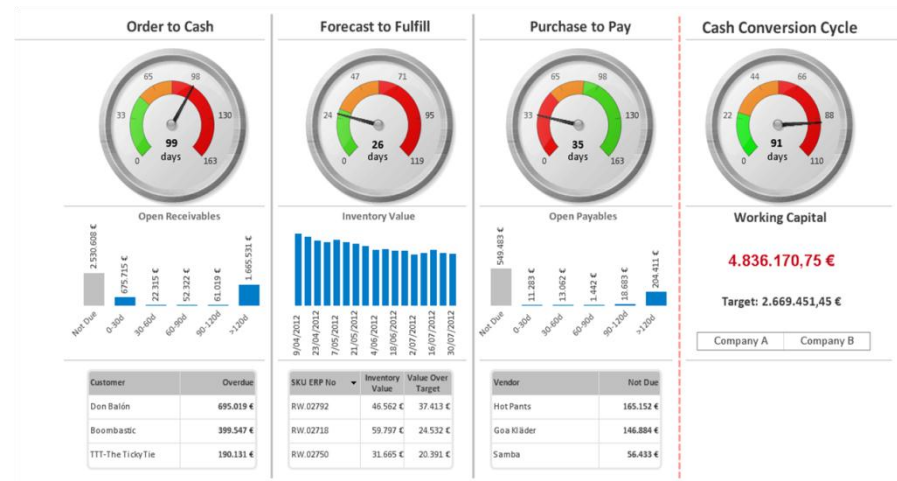 Order to Cash
Forecast to Fulfill
Purchase to Pay
Cash Conversion Cycle
0
33
65
98
130
163
99
days
0
24
47
71
95
119
26
days
0
33
65
98
130
163
35
days
0
22
44
66
88
110
91
days
Open Receivables
2.530.608 €
675.715 €
22.315 €
52.322 €
61.019 €
1.665.531 €
Not Due
0-30d
30-60d
60-90d
90-120d
>120d
Inventory Value
9/04/2012
23/04/2012
7/05/2012
21/05/2012
4/06/2012
18/06/2012
2/07/2012
16/07/2012
30/07/2012
Open Payables
549.483 €
11.283 €
13.062 €
1.442 €
18.683 €
204.411 €
Not Due
0-30d
30-60d
60-90d
90-120d
>120d
Working Capital
4.836.170,75 €
Target: 2.669.451,45 €
Company A Company B
Customer Overdue
Don Balón 695.019 €
Boombastic 399.547 €
TTT-The TickyTie 190.131 €
SKU ERP No Inventory Value Value Over Target
RW.02792 46.562 € 37.413 €
RW.02718 59.797 € 24.532 €
RW.02750 31.665 € 20.391 €
Vendor Not Due
Hot Pants 165.152 €
Goa Kläder 146.884 €
Samba 56.433 €